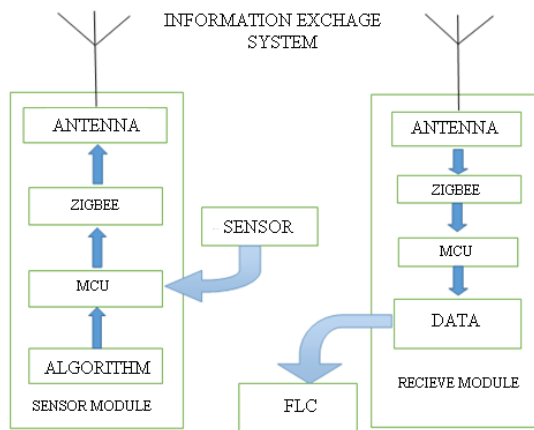 INFORMATION EXCHAGE
SYSTEM
ANTENNA
ZIGBEE
MCU
ALGORITHM
SENSOR MODULE
SENSOR
FLC
ANTENNA
ZIGBEE
MCU
DATA
RECIEVE MODULE